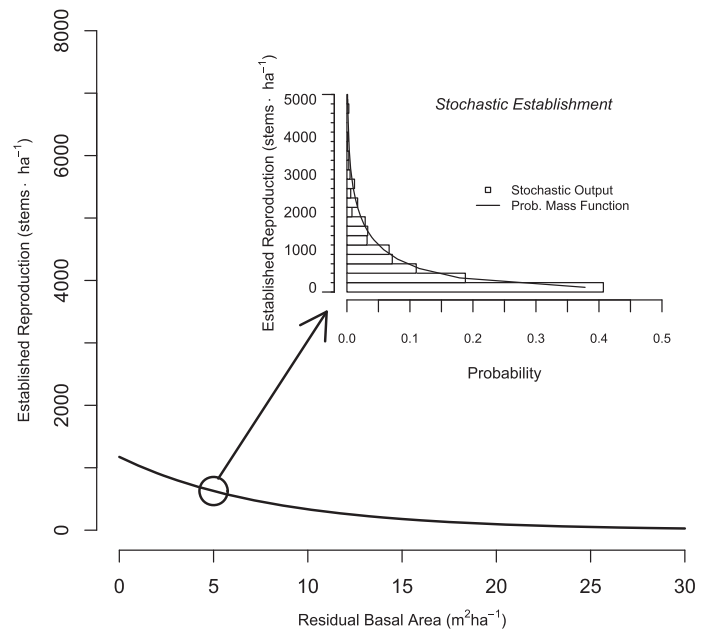 Established Reproduction (stems · ha⁻¹)
8000
6000
4000
2000
0
Established Reproduction (stems · ha⁻¹)
5000
4000
3000
2000
1000
0
Stochastic Establishment
Stochastic Output
Prob. Mass Function
0.0 0.1 0.2 0.3 0.4 0.5
Probability
0 5 10 15 20 25 30
Residual Basal Area (m²ha⁻¹)